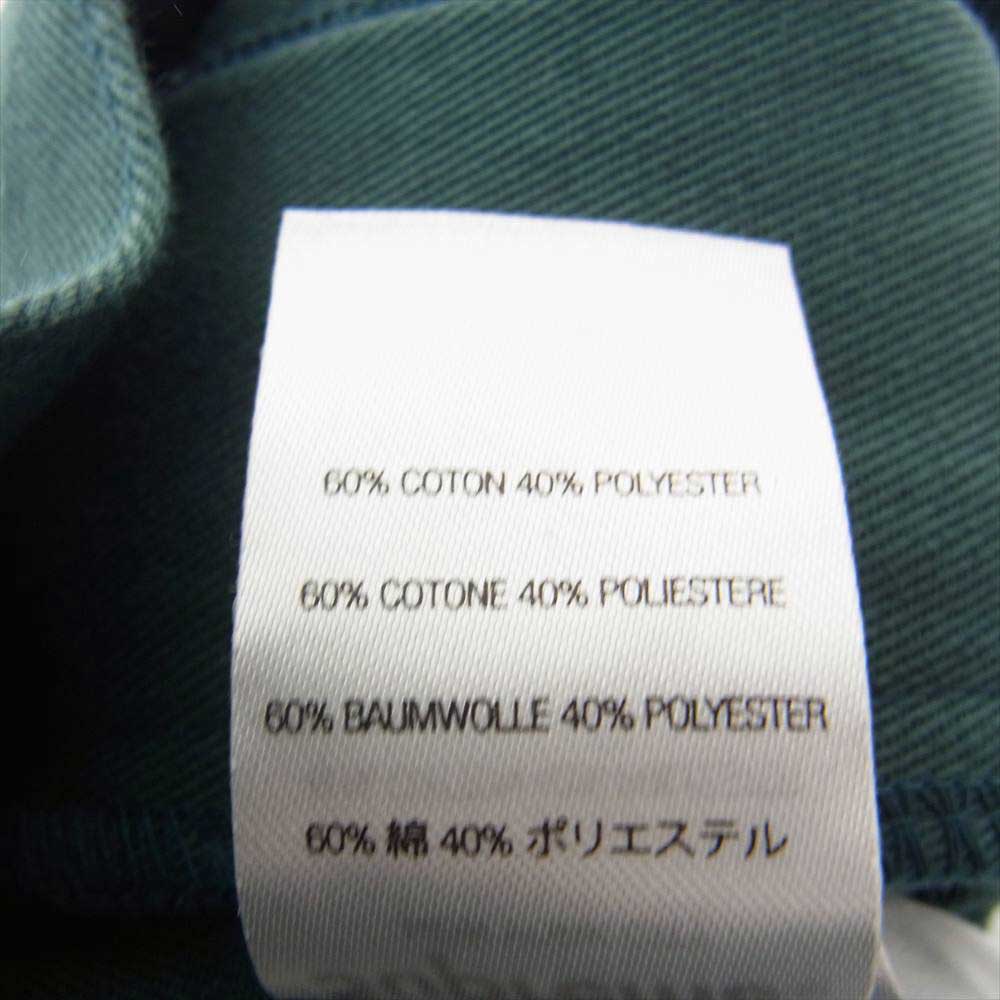 60% COTON 40% POLYESTER
60% COTONE 40% POLIESTERE
60% BAUMWOLLE 40% POLYESTER
60% 綿 40% ポリエステル